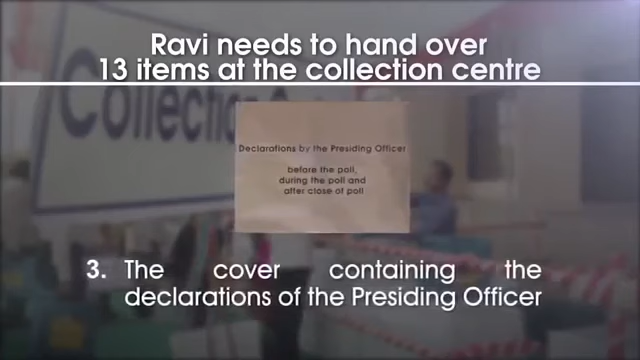 Ravi needs to hand over
13 items at the collection centre
Collectio
Declarations by the Presiding Officer
before the poll,
during the poll and
after close of poll
3. The cover containing the
declarations of the Presiding Officer